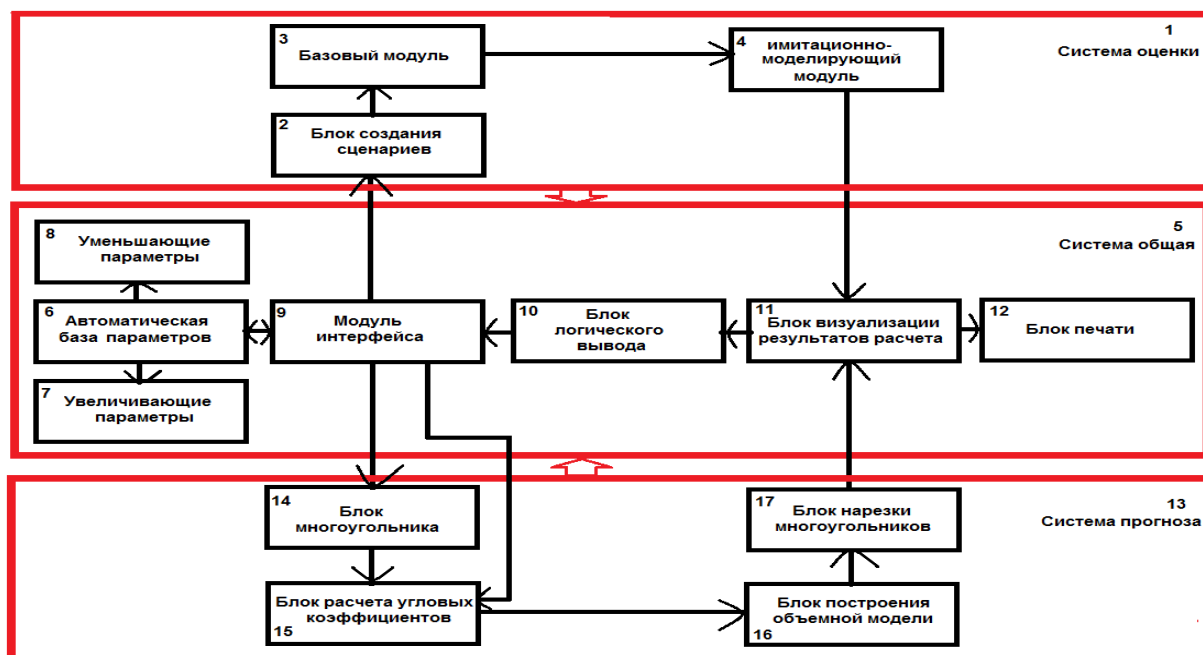 1
Система оценки
3
Базовый модуль
4
имитационно-
моделирующий
модуль
2
Блок создания
сценариев
5
Система общая
8
Уменьшающие
параметры
6
Автоматическая
база параметров
9
Модуль
интерфейса
10
Блок
логического
вывода
11
Блок визуализации
результатов расчета
12
Блок печати
7
Увеличивающие
параметры
13
Система прогноза
14
Блок
многоугольника
17
Блок нарезки
многоугольников
Блок расчета угловых
коэффициентов
15
Блок построения
объемной модели
16